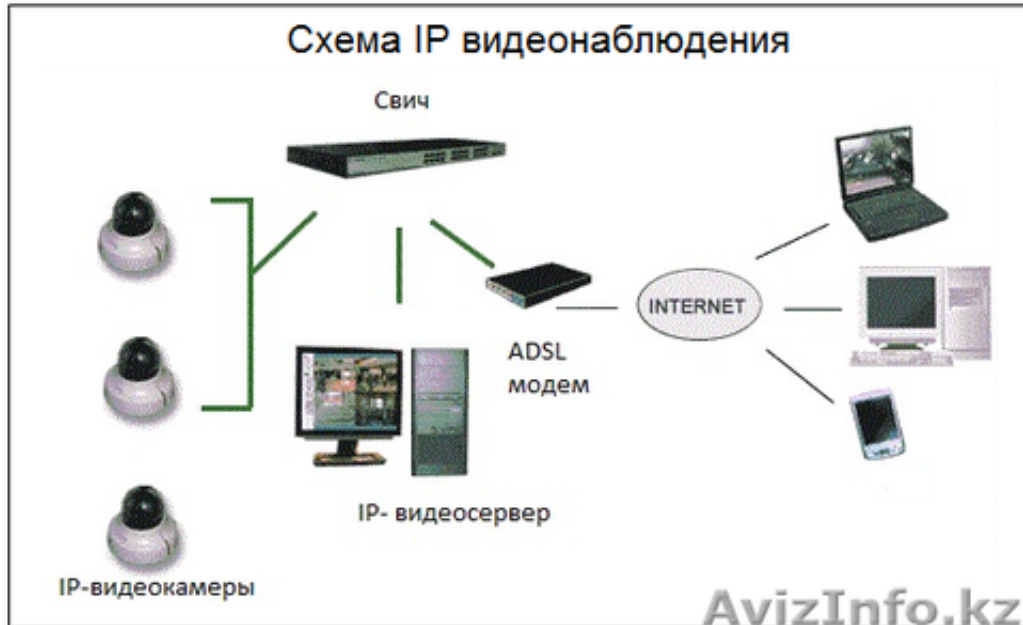 Схема IP видеонаблюдения
Свич
INTERNET
ADSL
модем
IP- видеосервер
IP-видеокамеры
AvizInfo.kz